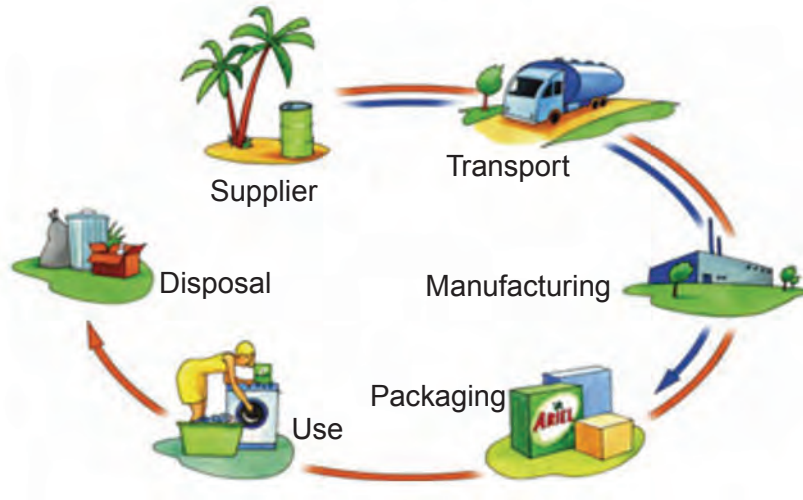 Supplier
Transport
Manufacturing
Packaging
ARIEL
Use
Disposal